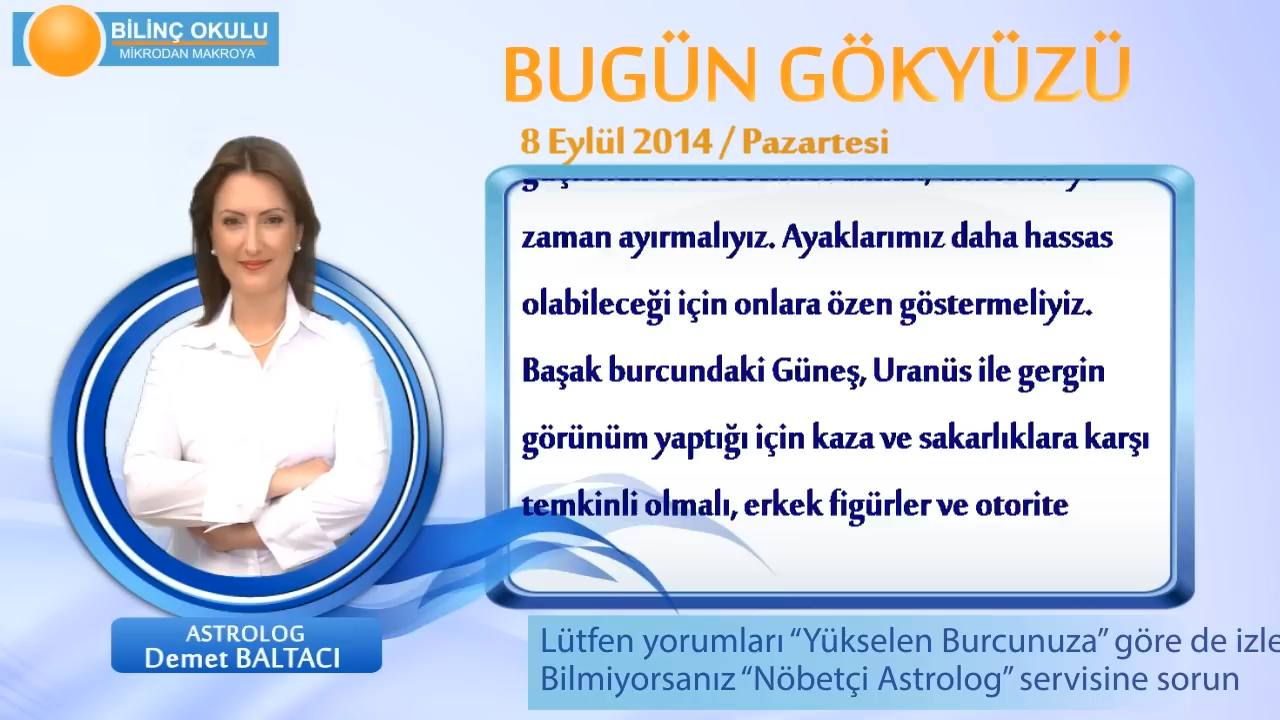 BİLİNÇ OKULU
MİKRODAN MAKROYA
BUGÜN GÖKYÜZÜ
8 Eylül 2014 / Pazartesi
zaman ayırmalıyız. Ayaklarımız daha hassas
olabileceği için onlara özen göstermeliyiz.
Başak burcundaki Güneş, Uranüs ile gergin
görünüm yaptığı için kaza ve sakarlıklara karşı
temkinli olmalı, erkek figürler ve otorite
ASTROLOG
Demet BALTACI
Lütfen yorumları “Yükselen Burcunuza” göre de izle
Bilmiyorsanız “Nöbetçi Astrolog” servisine sorun